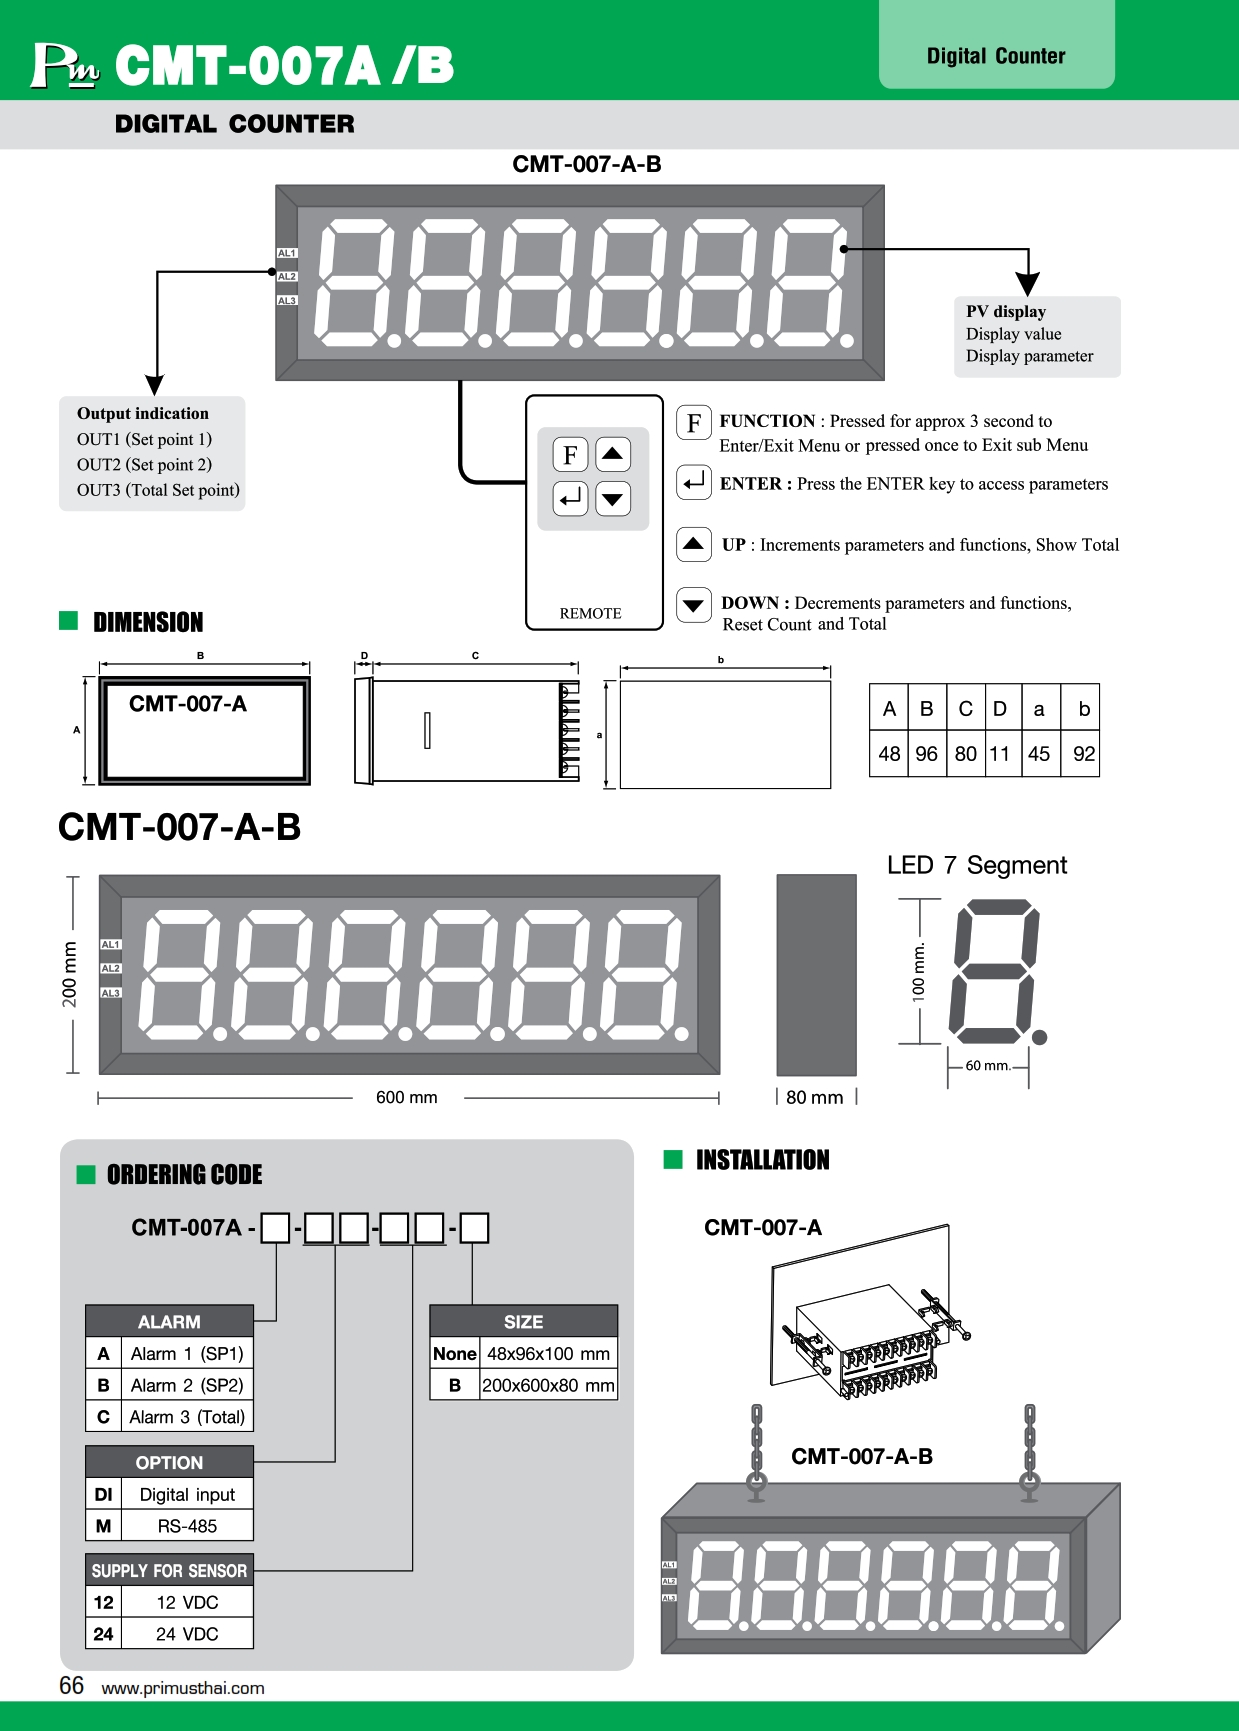 Pm CMT-007A /B
Digital Counter
DIGITAL COUNTER
CMT-007-A-B
AL1
AL2
AL3
PV display
Display value
Display parameter
Output indication
OUT1 (Set point 1)
OUT2 (Set point 2)
OUT3 (Total Set point)
F
REMOTE
F FUNCTION : Pressed for approx 3 second to
Enter/Exit Menu or pressed once to Exit sub Menu
ENTER : Press the ENTER key to access parameters
UP : Increments parameters and functions, Show Total
DOWN : Decrements parameters and functions,
Reset Count and Total
DIMENSION
B
A
CMT-007-A
D C
b
a
A B C D a b
48 96 80 11 45 92
CMT-007-A-B
200 mm
AL1
AL2
AL3
600 mm
80 mm
LED 7 Segment
100 mm.
60 mm.
ORDERING CODE
CMT-007A - - - -
ALARM
A Alarm 1 (SP1)
B Alarm 2 (SP2)
C Alarm 3 (Total)
OPTION
DI Digital input
M RS-485
SUPPLY FOR SENSOR
12 12 VDC
24 24 VDC
SIZE
None 48x96x100 mm
B 200x600x80 mm
INSTALLATION
CMT-007-A
CMT-007-A-B
AL1
AL2
AL3
66 www.primusthai.com